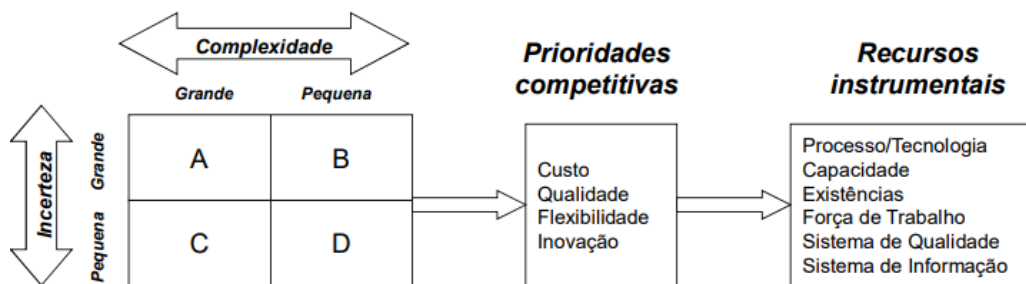 Complexidade
Prioridades
competitivas
Recursos
instrumentais
Grande
Pequena
Incerteza
Grande
Pequena
A
B
C
D
Custo
Qualidade
Flexibilidade
Inovação
Processo/Tecnologia
Capacidade
Existências
Força de Trabalho
Sistema de Qualidade
Sistema de Informação